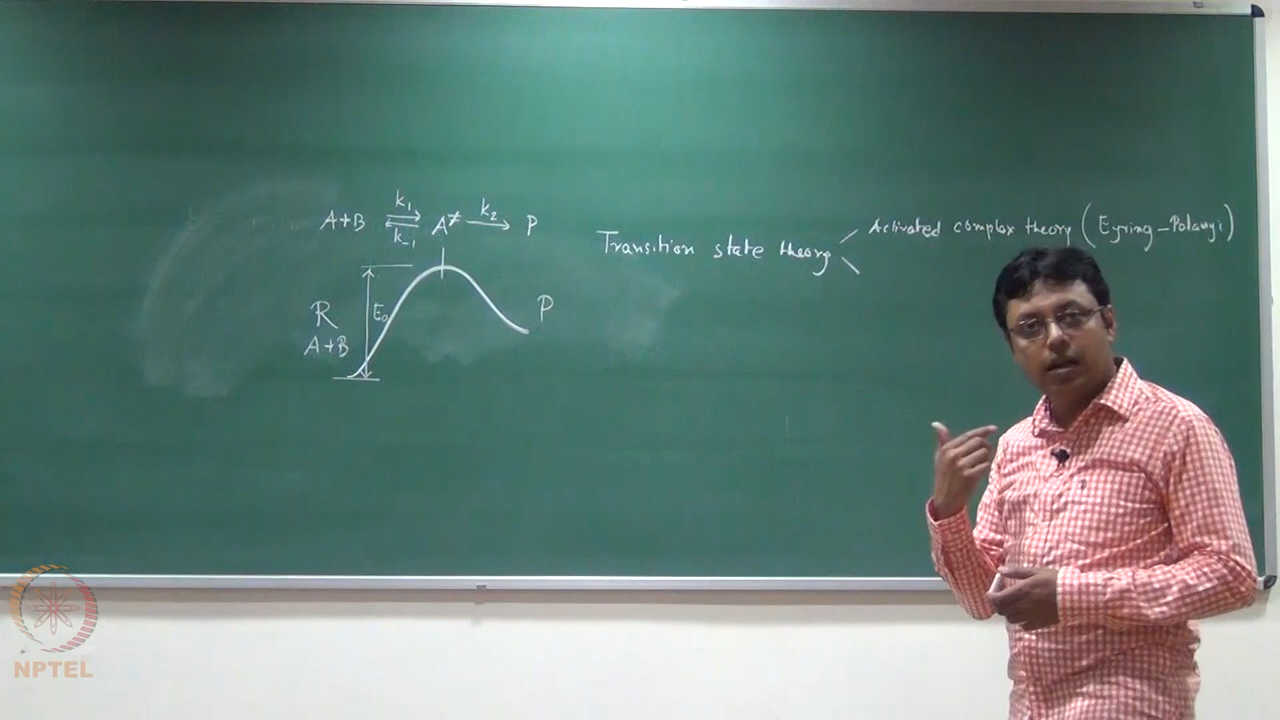 A+B ⇌ A≠ → P
k1
k-1
k2
R
A+B
E0
P
Transition state theory
Activated complex theory (Eyring-Polanyi)
NPTEL